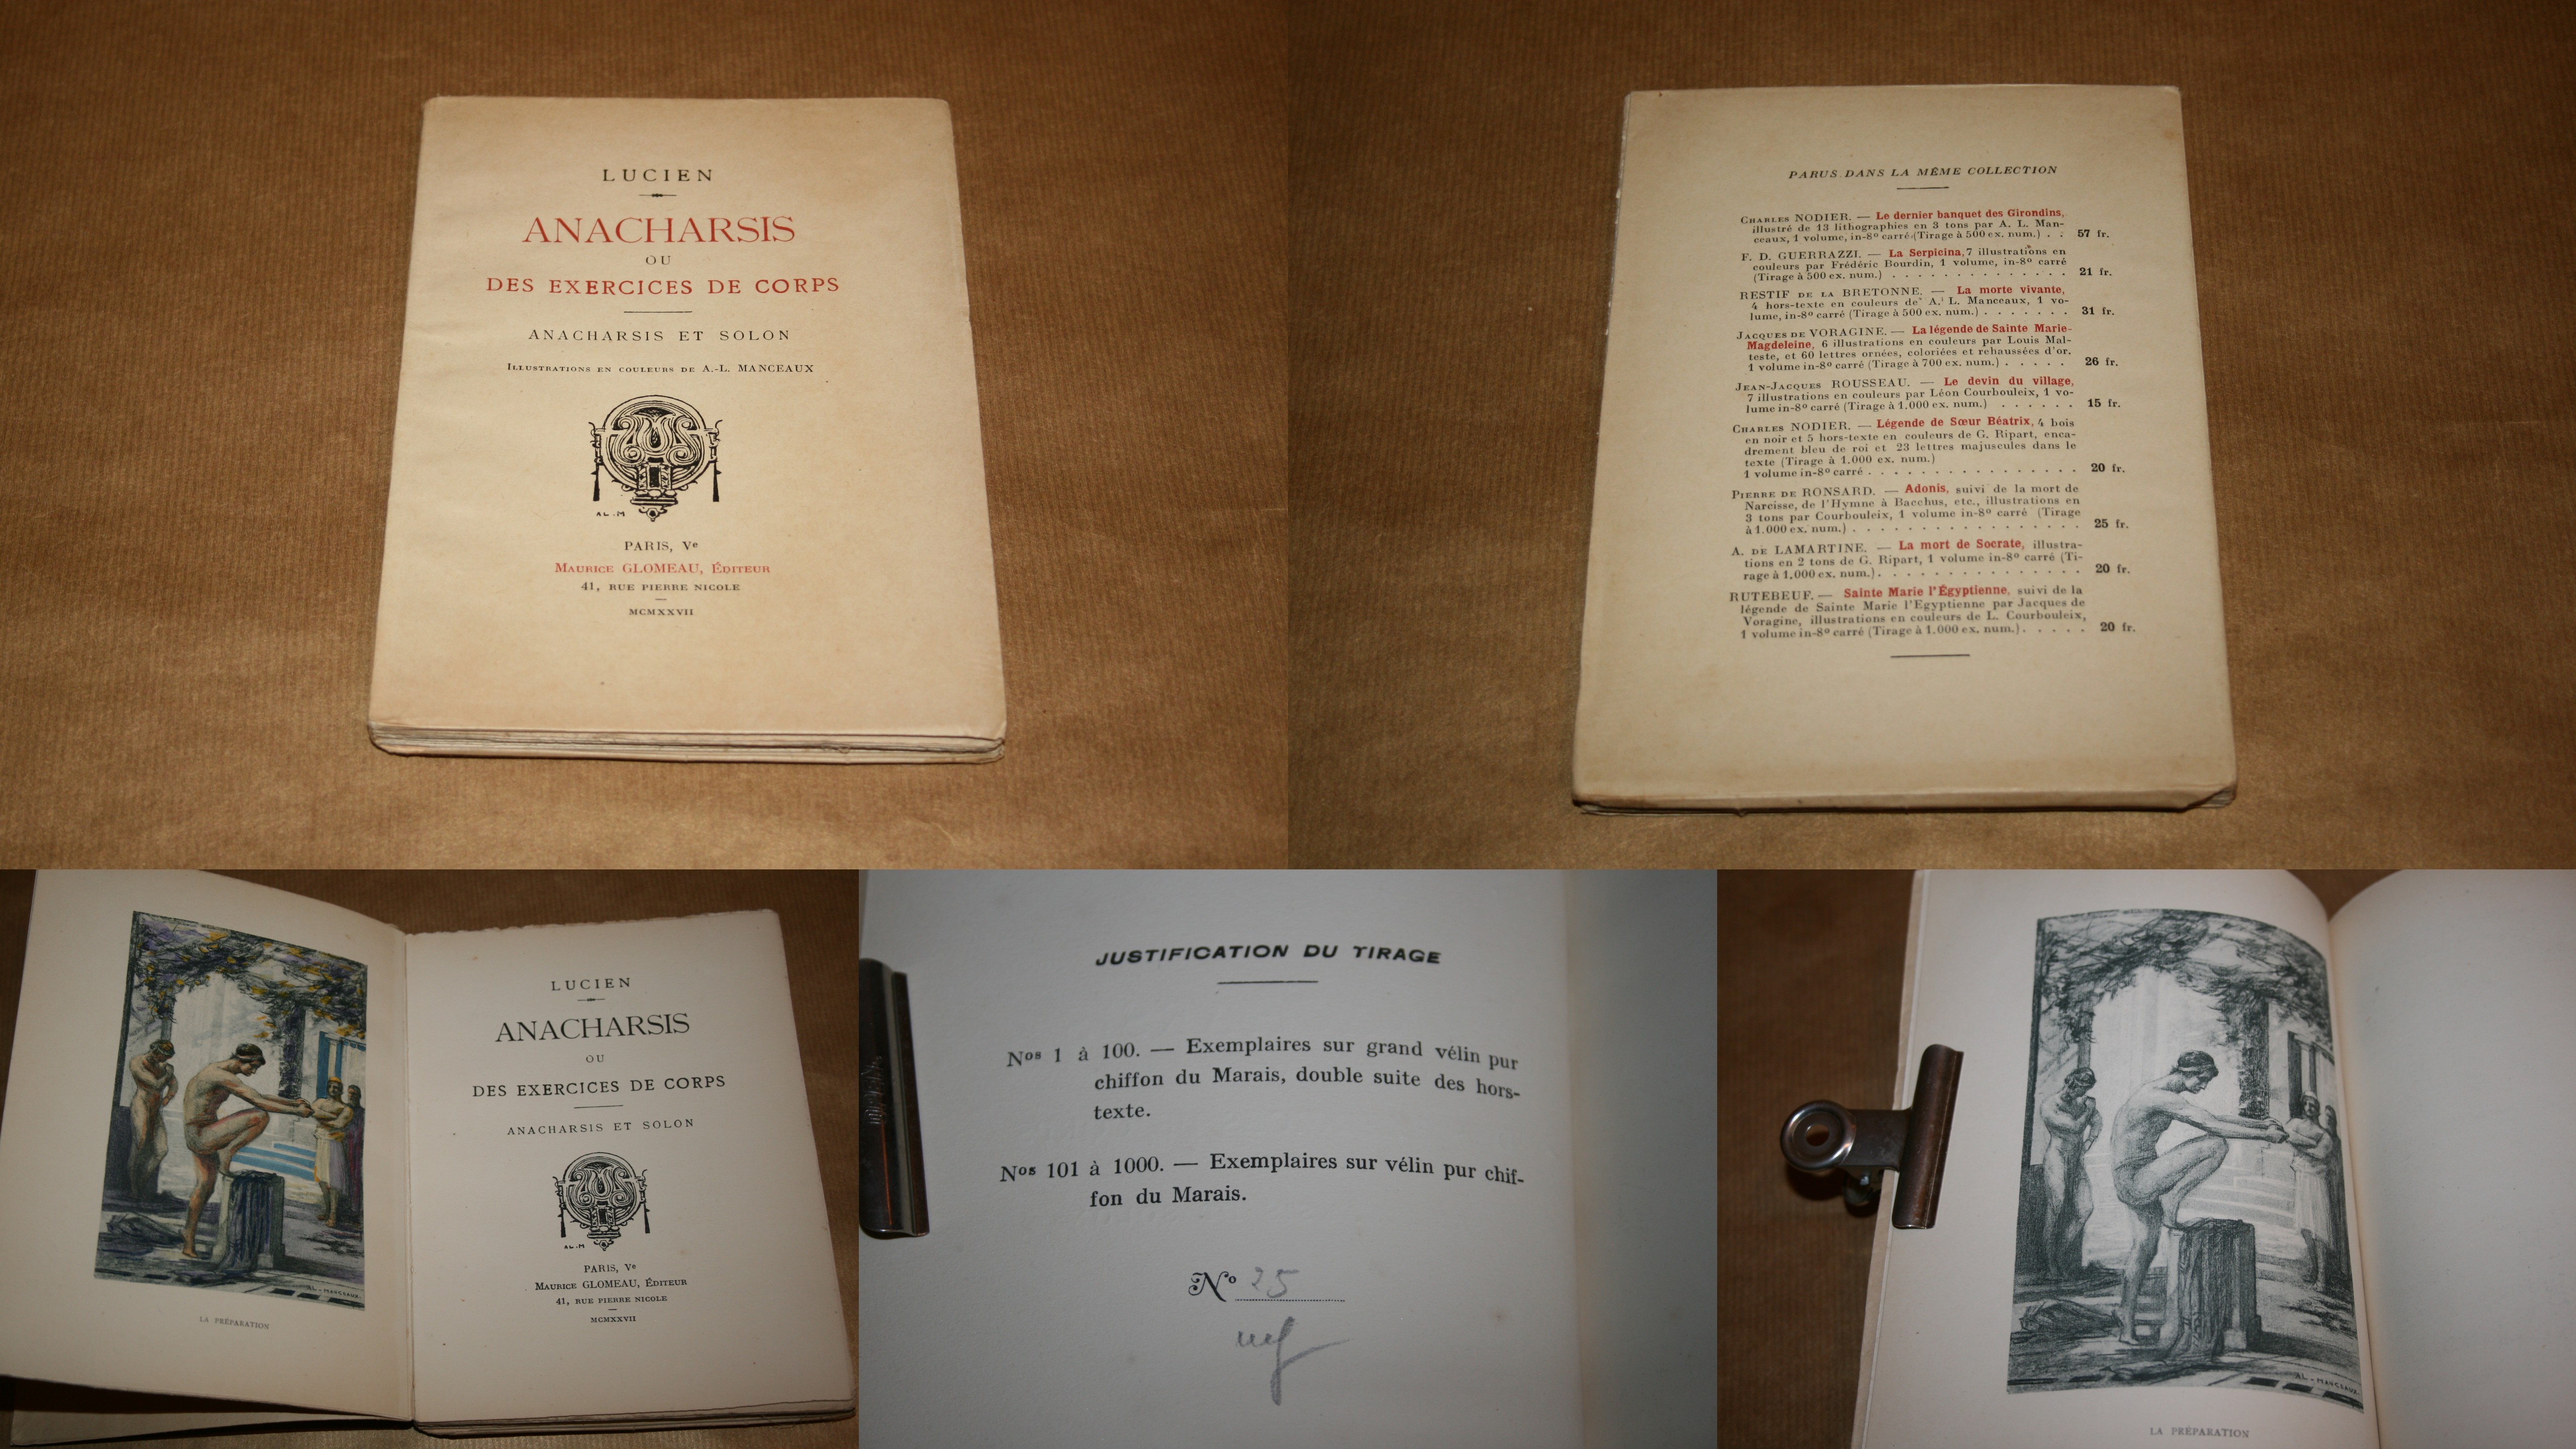 LUCIEN
ANACHARSIS
OU
DES EXERCICES DE CORPS
ANACHARSIS ET SOLON
ILLUSTRATIONS EN COULEURS DE A.-L. MANCEAUX
AL.M
PARIS, Ve
MAURICE GLOMEAU, ÉDITEUR
41, RUE PIERRE NICOLE
MCMXXVII
PARUS DANS LA MÊME COLLECTION
CHARLES NODIER. — Le dernier banquet des Girondins,
illustré de 13 lithographies en 3 tons par A. L. Man-
ceaux, 1 volume, in-8º carré.(Tirage à 500 ex. num.) . . 57 fr.
F. D. GUERRAZZI. — La Serpicina, 7 illustrations en
couleurs par Frédéric Bourdin, 1 volume, in-8º carré
(Tirage à 500 ex. num.) . . . . . . . . . . . . . . 21 fr.
RESTIF DE LA BRETONNE. — La morte vivante,
4 hors-texte en couleurs de A. L. Manceaux, 1 vo-
lume, in-8º carré (Tirage à 500 ex. num.) . . . . . . . 31 fr.
JACQUES DE VORAGINE. — La légende de Sainte Marie-
Magdeleine, 6 illustrations en couleurs par Louis Mal-
teste, et 60 lettres ornées, coloriées et rehaussées d'or.
1 volume in-8º carré (Tirage à 700 ex. num.) . . . . . 26 fr.
JEAN-JACQUES ROUSSEAU. — Le devin du village,
7 illustrations en couleurs par Léon Courbouleix, 1 vo-
lume in-8º carré (Tirage à 1.000 ex. num.) . . . . . . 15 fr.
CHARLES NODIER. — Légende de Sœur Béatrix, 4 bois
en noir et 5 hors-texte en couleurs de G. Ripart, enca-
drement bleu de roi et 23 lettres majuscules dans le
texte (Tirage à 1.000 ex. num.)
1 volume in-8º carré . . . . . . . . . . . . . . . . 20 fr.
PIERRE DE RONSARD. — Adonis, suivi de la mort de
Narcisse, de l'Hymne à Bacchus, etc., illustrations en
3 tons par Courbouleix, 1 volume in-8º carré (Tirage
à 1.000 ex. num.) . . . . . . . . . . . . . . . . . 25 fr.
A. DE LAMARTINE. — La mort de Socrate, illustra-
tions en 2 tons de G. Ripart, 1 volume in-8º carré (Ti-
rage à 1.000 ex. num.) . . . . . . . . . . . . . . . 20 fr.
RUTEBEUF. — Sainte Marie l'Égyptienne, suivi de la
légende de Sainte Marie l'Egyptienne par Jacques de
Voragine, illustrations en couleurs de L. Courbouleix,
1 volume in-8º carré (Tirage à 1.000 ex. num.) . . . . . 20 fr.
AL-MANCEAUX.
LA PRÉPARATION
LUCIEN
ANACHARSIS
OU
DES EXERCICES DE CORPS
ANACHARSIS ET SOLON
AL.M
PARIS, Ve
MAURICE GLOMEAU, ÉDITEUR
41, RUE PIERRE NICOLE
MCMXXVII
JUSTIFICATION DU TIRAGE
Nos 1 à 100. — Exemplaires sur grand vélin pur
chiffon du Marais, double suite des hors-
texte.
Nos 101 à 1000. — Exemplaires sur vélin pur chif-
fon du Marais.
Nº 25
AL-MANCEAUX.
LA PRÉPARATION